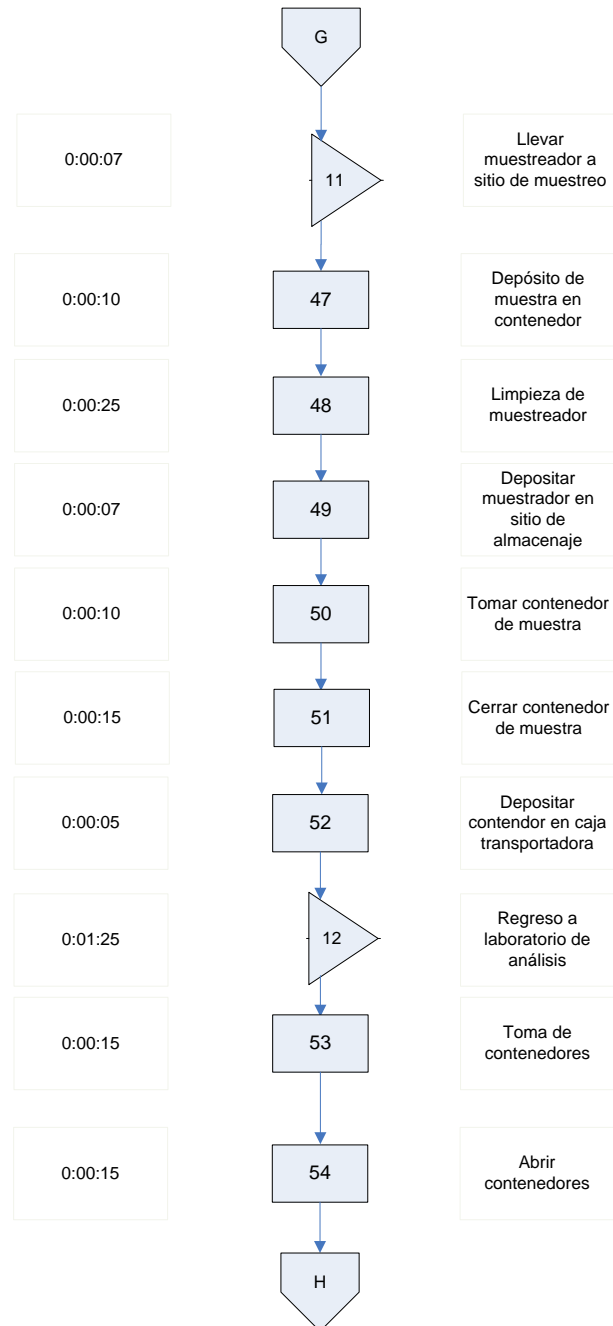 G
0:00:07
11
Llevar
muestreador a
sitio de muestreo
0:00:10
47
Depósito de
muestra en
contenedor
0:00:25
48
Limpieza de
muestreador
0:00:07
49
Depositar
muestrador en
sitio de
almacenaje
0:00:10
50
Tomar contenedor
de muestra
0:00:15
51
Cerrar contenedor
de muestra
0:00:05
52
Depositar
contendor en caja
transportadora
0:01:25
12
Regreso a
laboratorio de
análisis
0:00:15
53
Toma de
contenedores
0:00:15
54
Abrir
contenedores
H